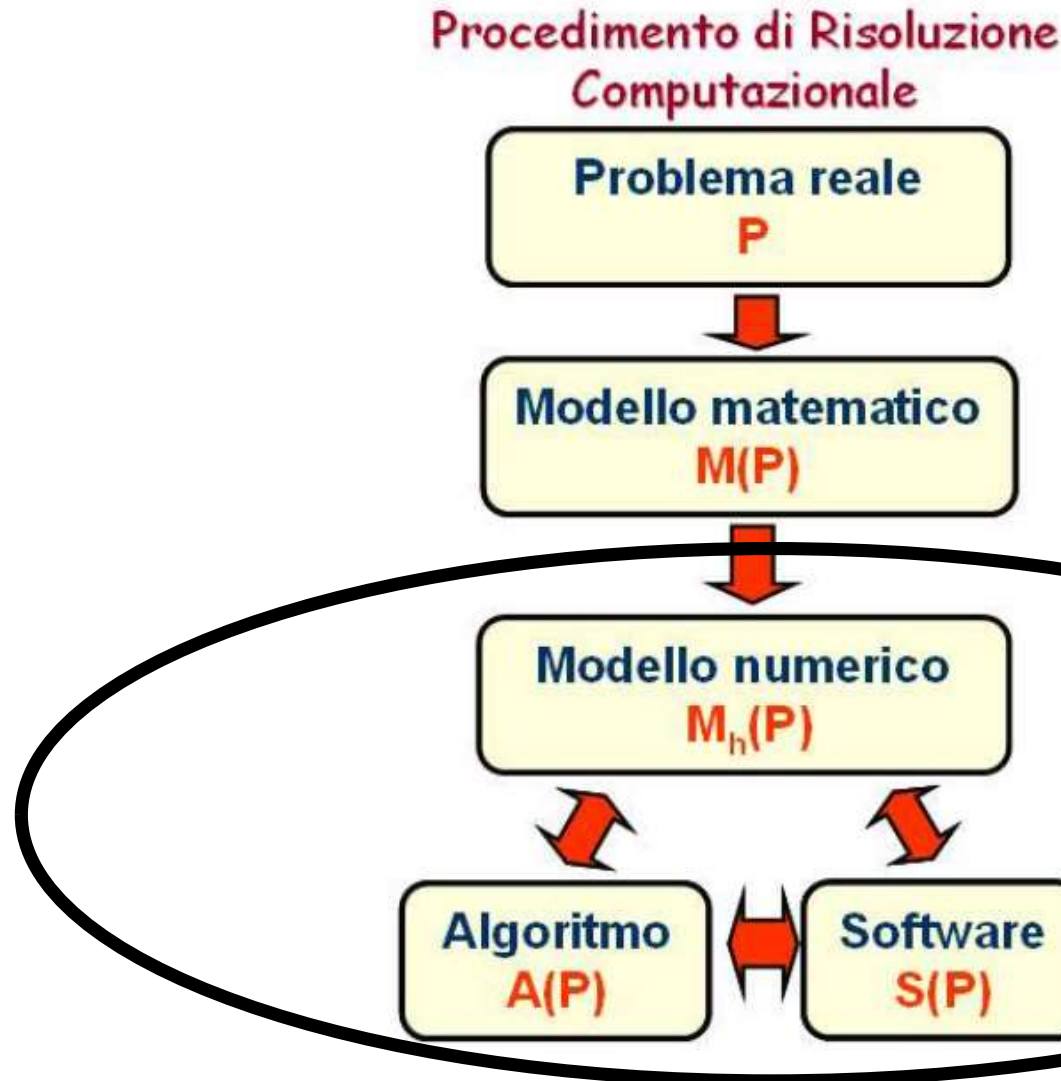 Procedimento di Risoluzione
Computazionale
Problema reale
P
Modello matematico
M(P)
Modello numerico
Mₕ(P)
Algoritmo
A(P)
Software
S(P)